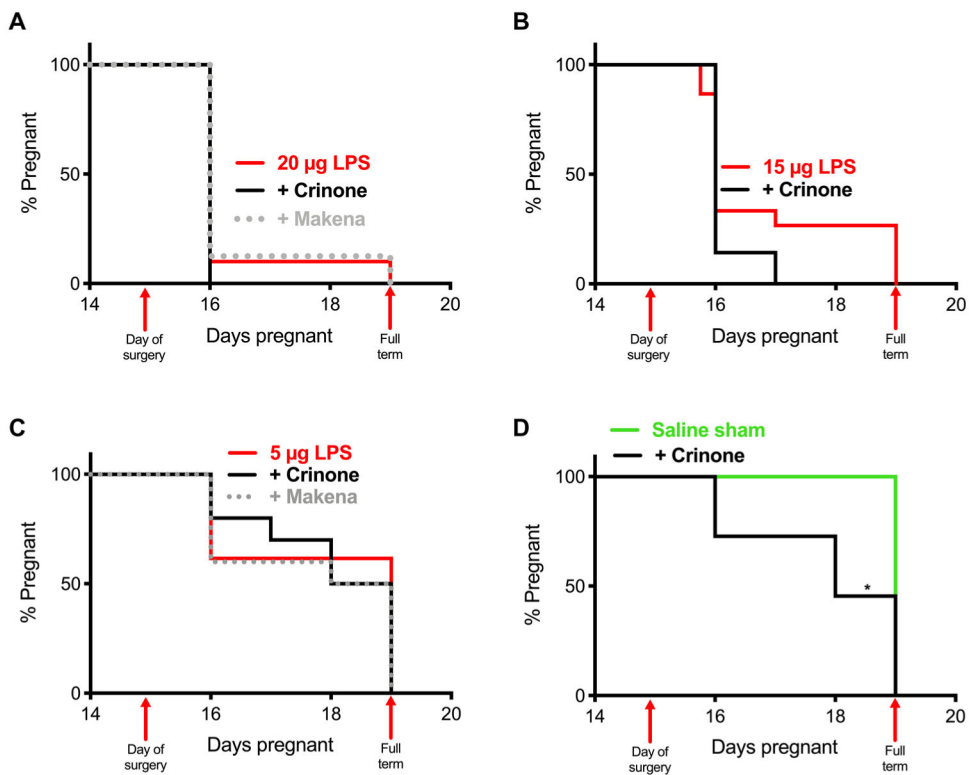 A
100
50
0
% Pregnant
20 µg LPS
+ Crinone
+ Makena
14
16
18
20
Days pregnant
Day of
surgery
Full
term
B
100
50
0
% Pregnant
15 µg LPS
+ Crinone
14
16
18
20
Days pregnant
Day of
surgery
Full
term
C
100
50
0
% Pregnant
5 µg LPS
+ Crinone
+ Makena
14
16
18
20
Days pregnant
Day of
surgery
Full
term
D
Saline sham
+ Crinone
100
50
0
% Pregnant
*
14
16
18
20
Days pregnant
Day of
surgery
Full
term